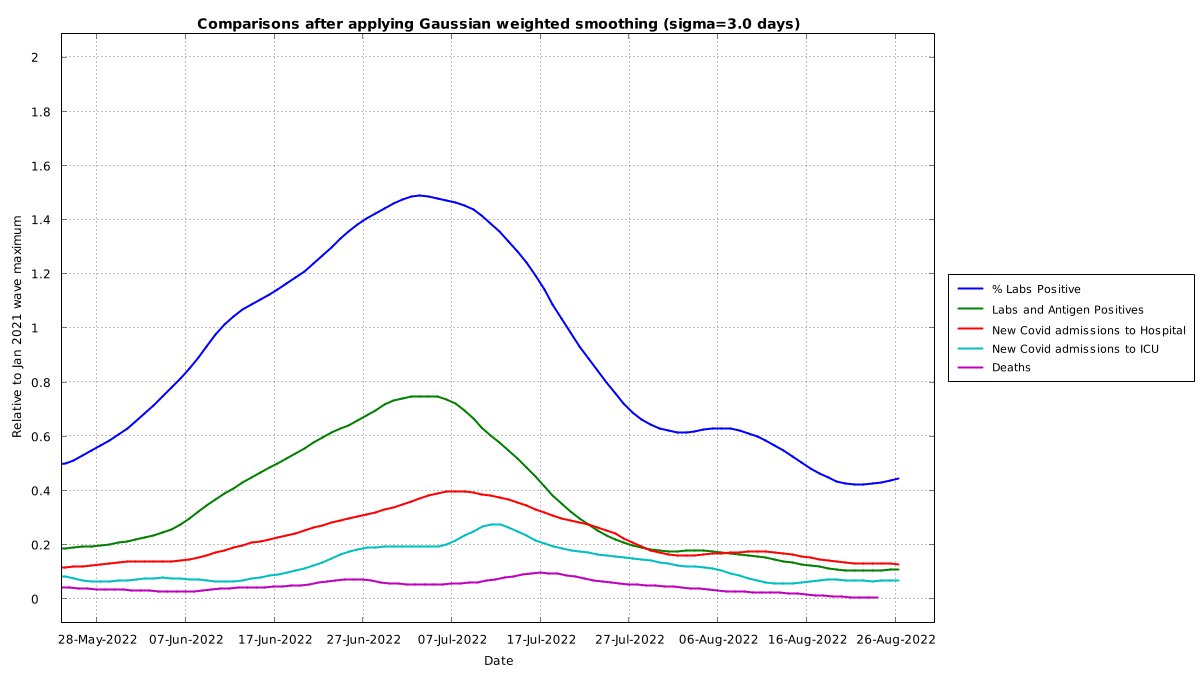 Comparisons after applying Gaussian weighted smoothing (sigma=3.0 days)
Relative to Jan 2021 wave maximum
2
1.8
1.6
1.4
1.2
1
0.8
0.6
0.4
0.2
0
28-May-2022 07-Jun-2022 17-Jun-2022 27-Jun-2022 07-Jul-2022 17-Jul-2022 27-Jul-2022 06-Aug-2022 16-Aug-2022 26-Aug-2022
Date
% Labs Positive
Labs and Antigen Positives
New Covid admissions to Hospital
New Covid admissions to ICU
Deaths